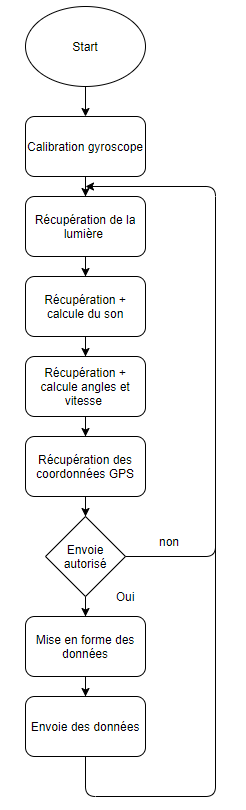 Start
Calibration gyroscope
Récupération de la
lumière
Récupération +
calcule du son
Récupération +
calcule angles et
vitesse
Récupération des
coordonnées GPS
Envoie
autorisé
non
Oui
Mise en forme des
données
Envoie des données